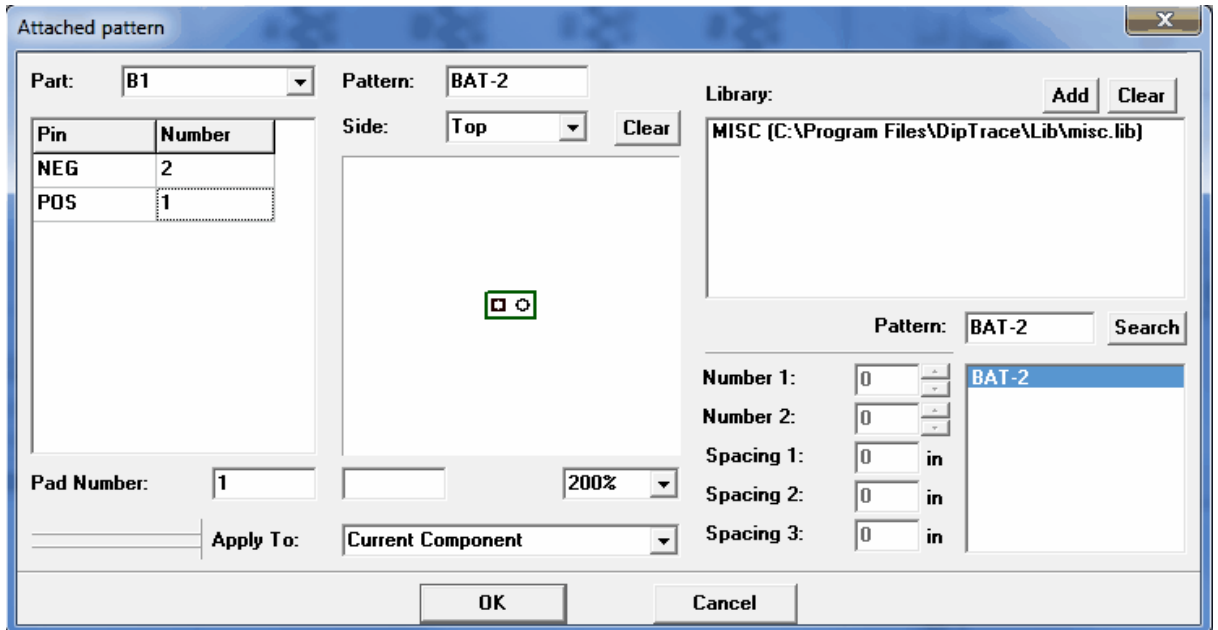 Attached pattern
x
Part: B1
Pattern: BAT-2
Library: Add Clear
Side: Top Clear
Pin Number
NEG 2
POS 1
MISC (C:\Program Files\DipTrace\Lib\misc.lib)
Pattern: BAT-2 Search
Number 1: 0
BAT-2
Number 2: 0
Spacing 1: 0 in
Spacing 2: 0 in
Spacing 3: 0 in
Pad Number: 1
200%
Apply To: Current Component
OK Cancel